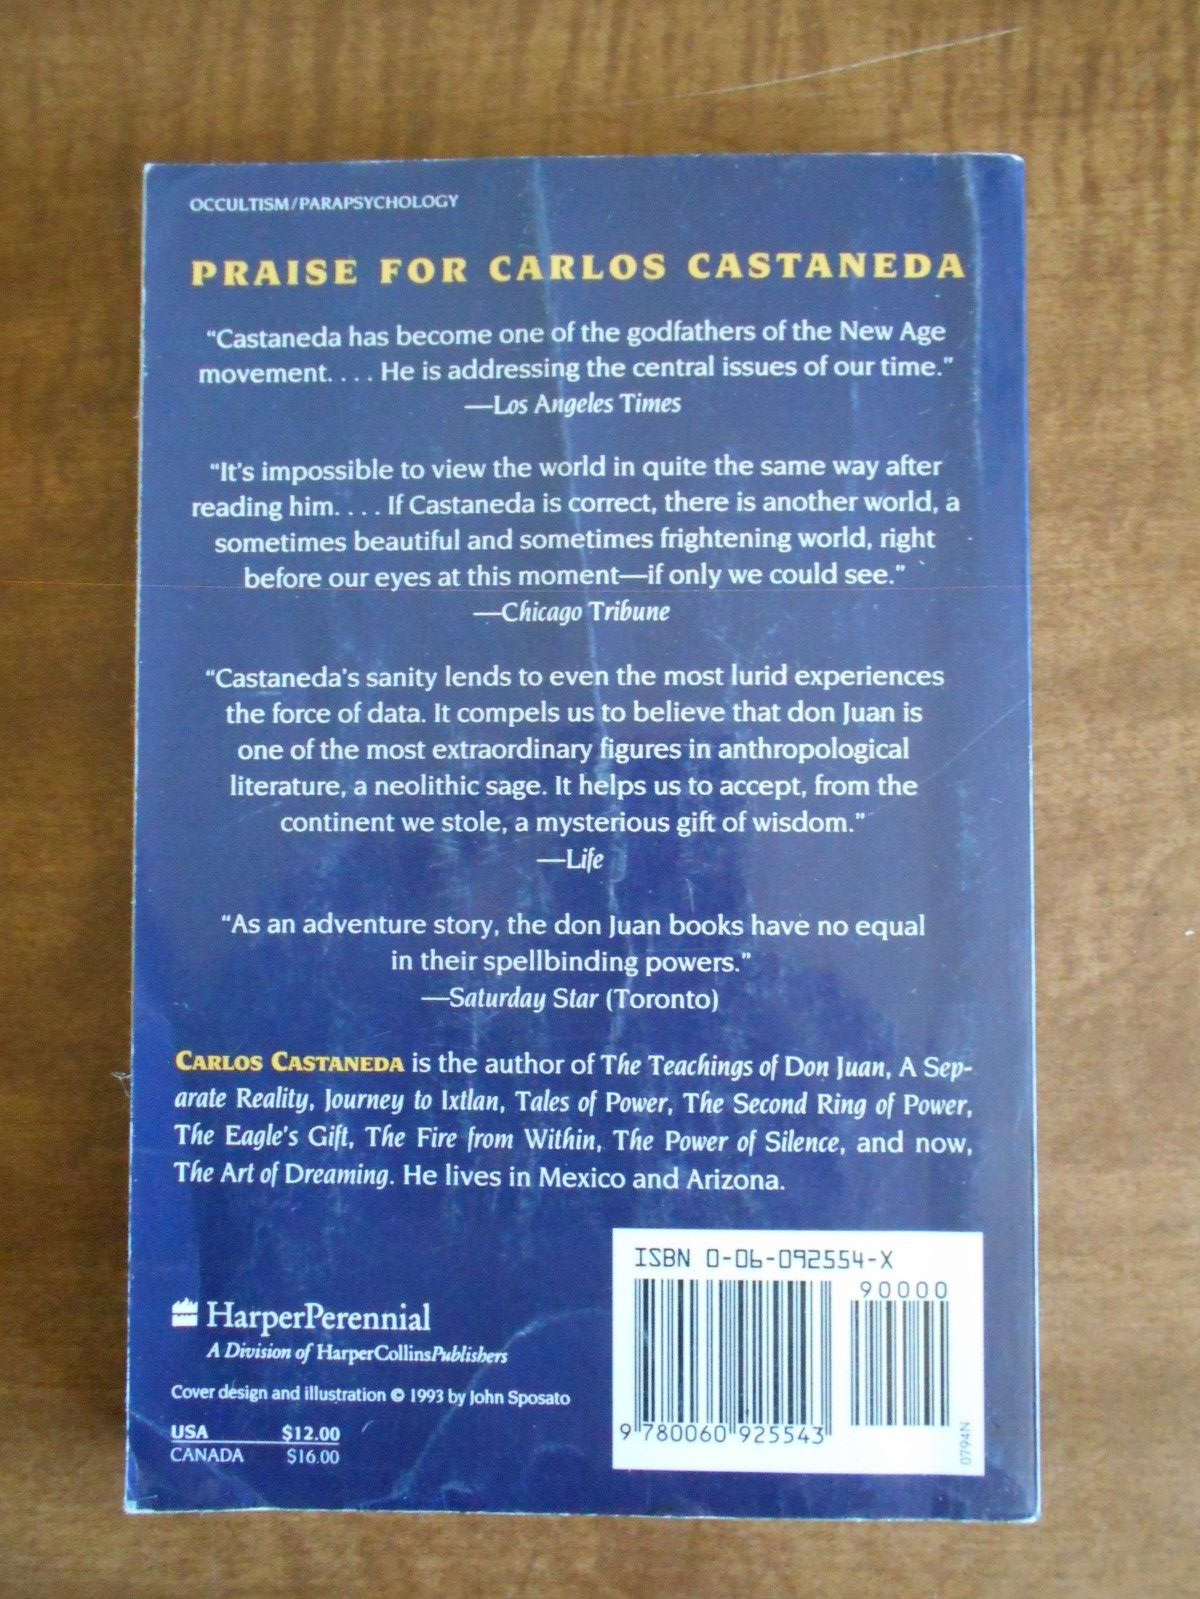 OCCULTISM/PARAPSYCHOLOGY
PRAISE FOR CARLOS CASTANEDA
“Castaneda has become one of the godfathers of the New Age
movement. . . . He is addressing the central issues of our time.”
—Los Angeles Times
“It’s impossible to view the world in quite the same way after
reading him. . . . If Castaneda is correct, there is another world, a
sometimes beautiful and sometimes frightening world, right
before our eyes at this moment—if only we could see.”
—Chicago Tribune
“Castaneda’s sanity lends to even the most lurid experiences
the force of data. It compels us to believe that don Juan is
one of the most extraordinary figures in anthropological
literature, a neolithic sage. It helps us to accept, from the
continent we stole, a mysterious gift of wisdom.”
—Life
“As an adventure story, the don Juan books have no equal
in their spellbinding powers.”
—Saturday Star (Toronto)
CARLOS CASTANEDA is the author of The Teachings of Don Juan, A Sep-
arate Reality, Journey to Ixtlan, Tales of Power, The Second Ring of Power,
The Eagle’s Gift, The Fire from Within, The Power of Silence, and now,
The Art of Dreaming. He lives in Mexico and Arizona.
ISBN 0-06-092554-X
90000
9 780060 925543
0794N
HarperPerennial
A Division of HarperCollinsPublishers
Cover design and illustration © 1993 by John Sposato
USA $12.00
CANADA $16.00